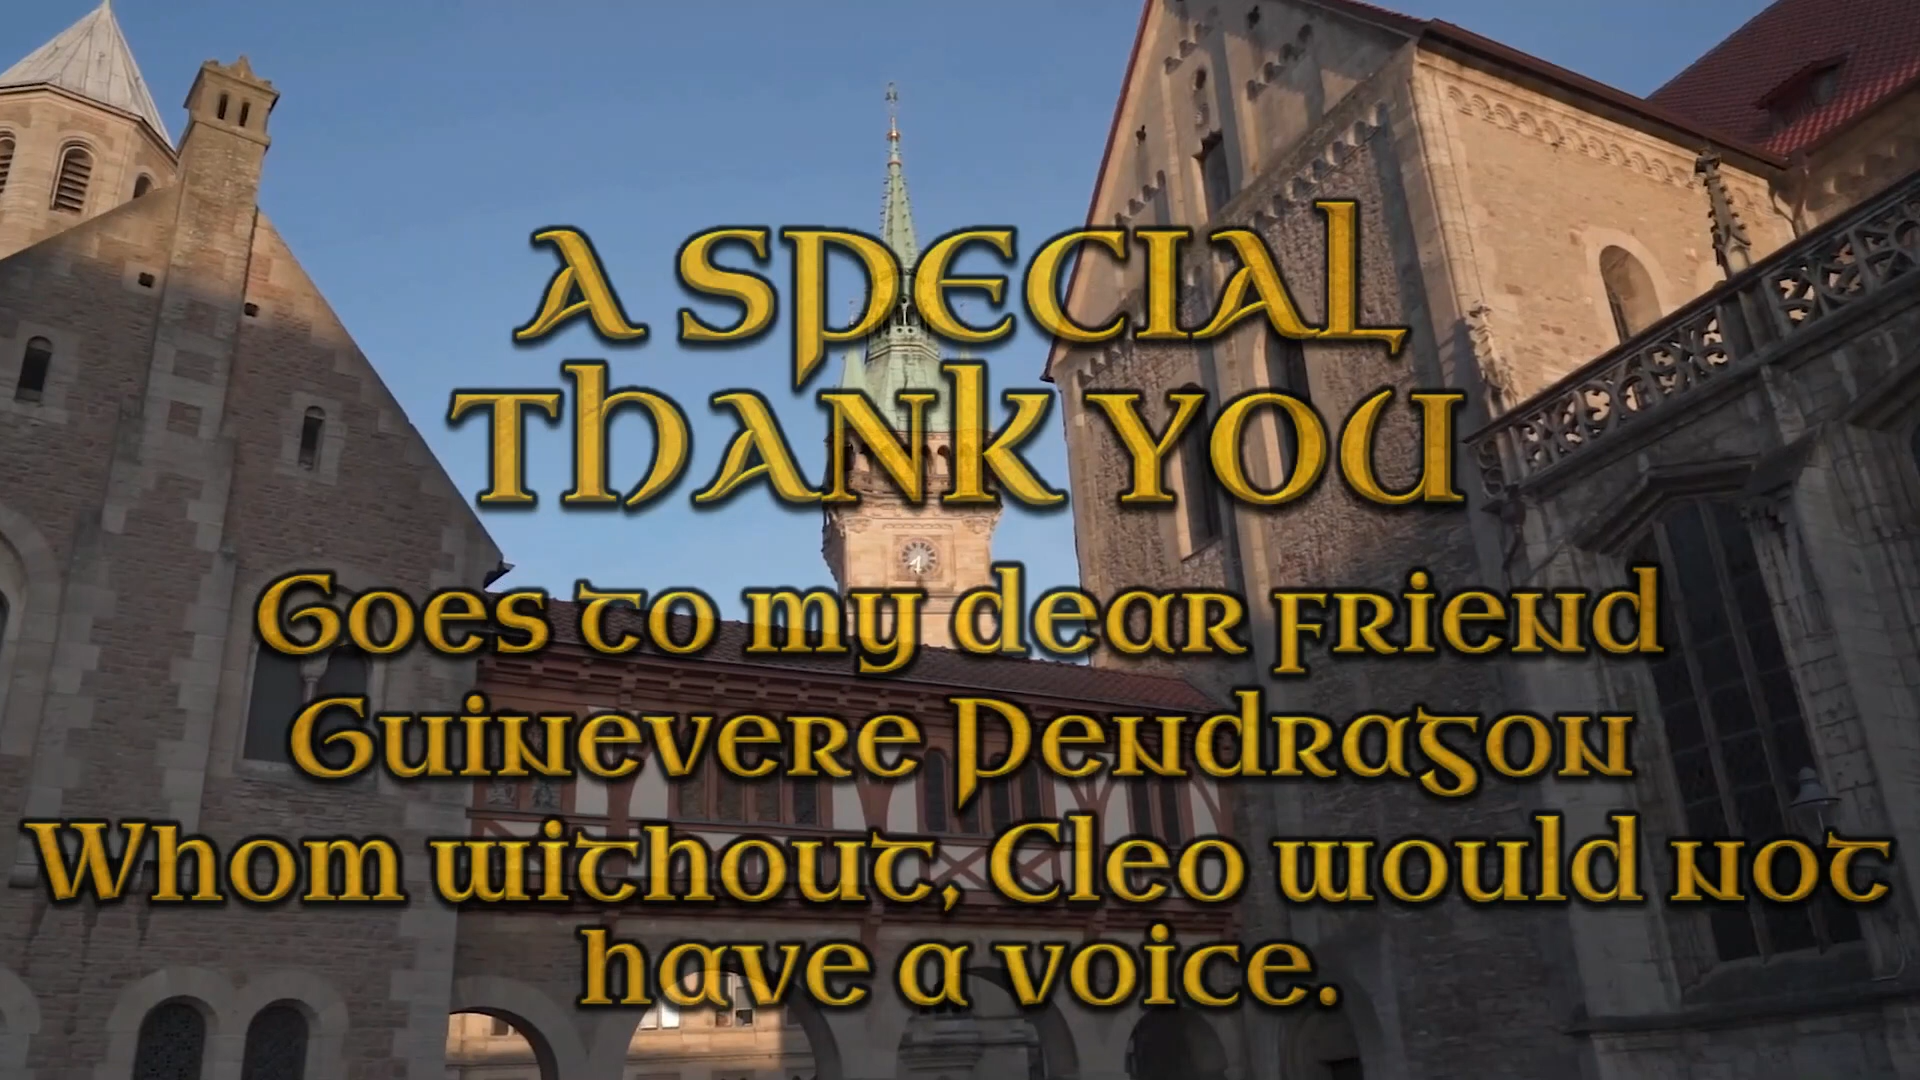 A SPECIAL
THANK YOU
Goes to my dear friend
Guinevere Pendragon
Whom without, Cleo would not
have a voice.